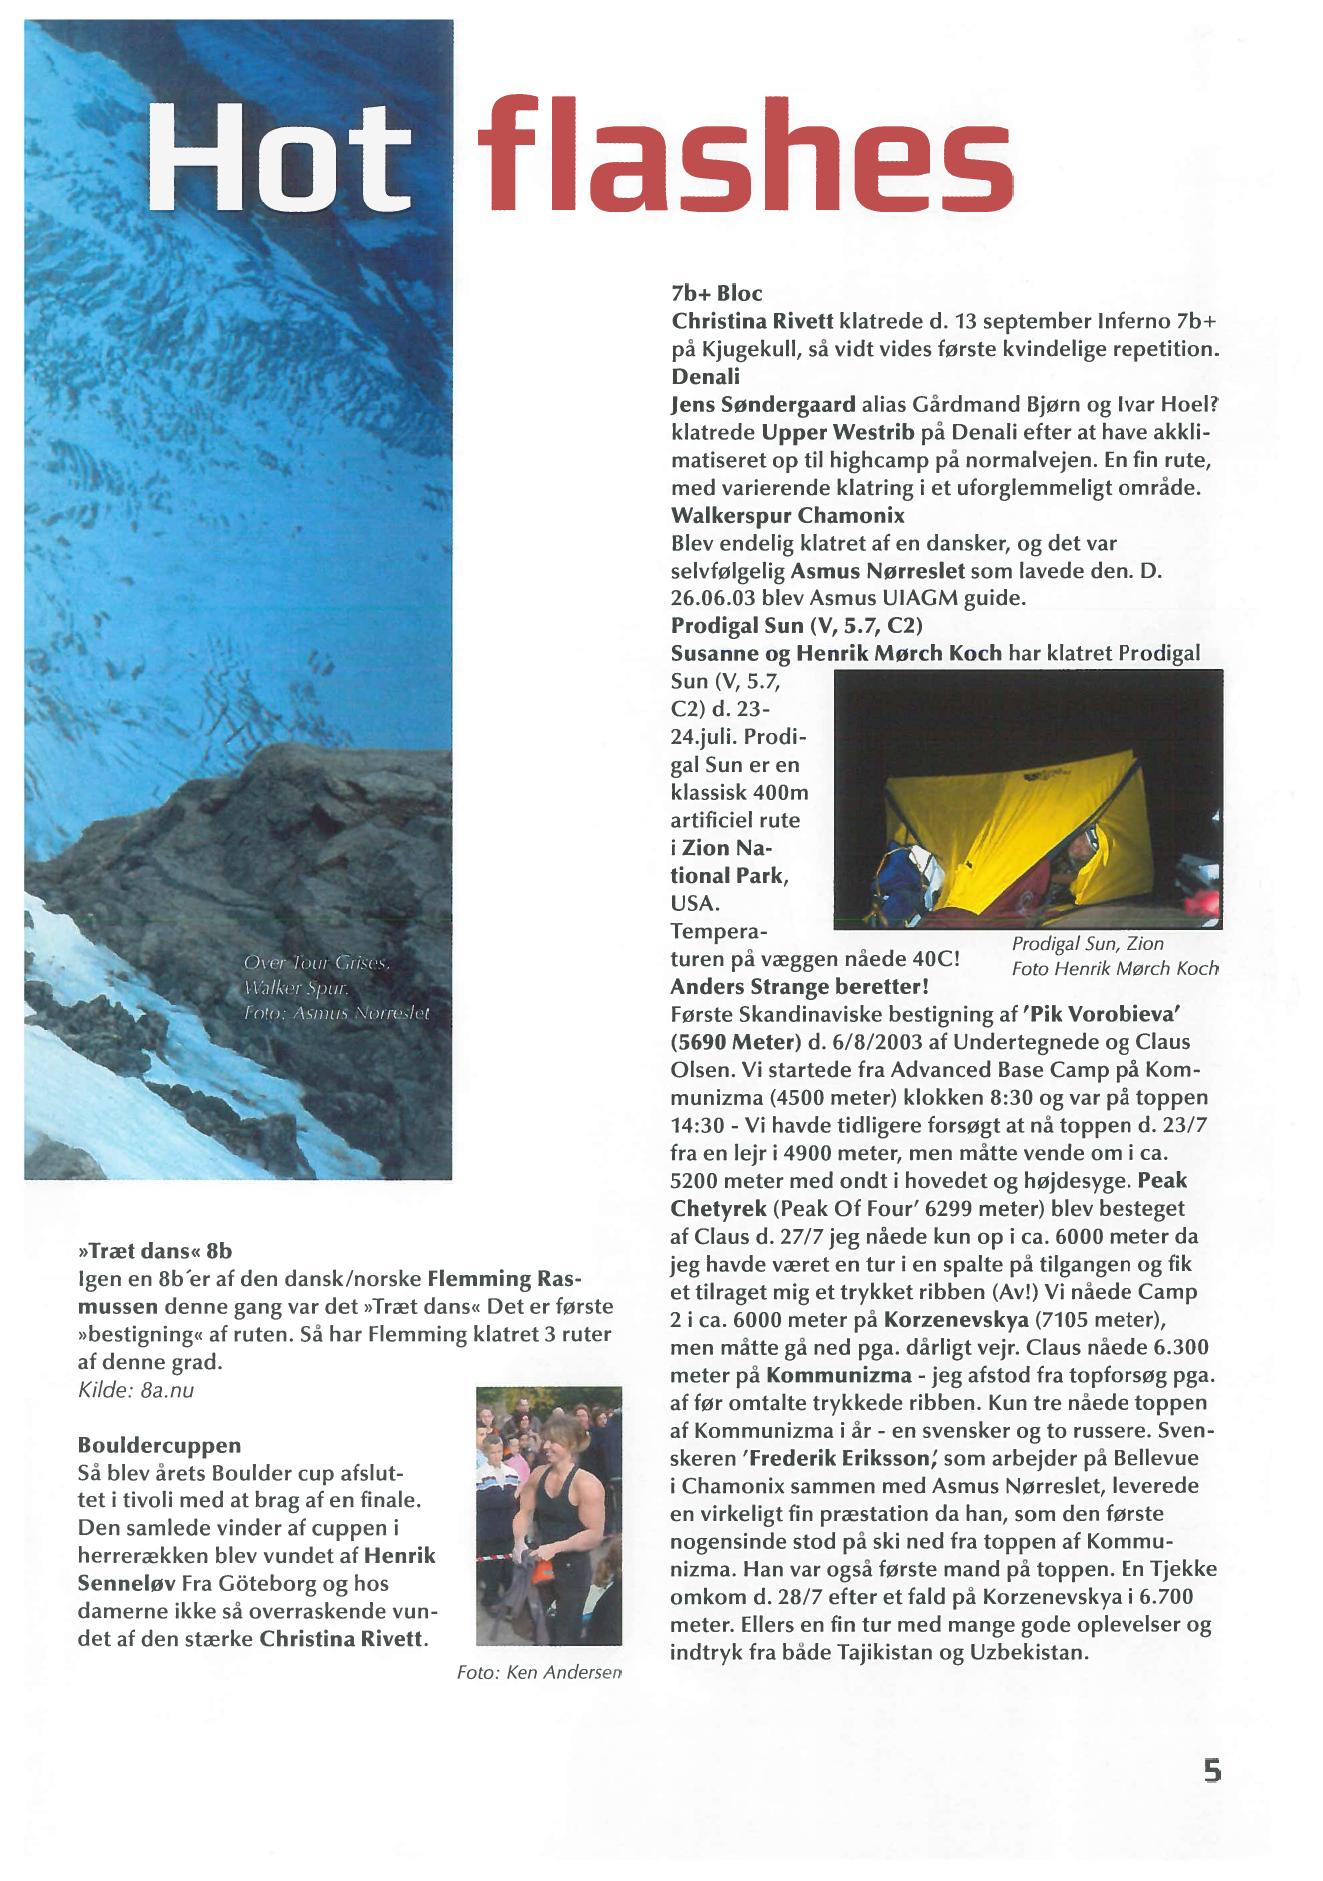 Hot flashes
Over Tour Grises.
Walker Spur.
Foto: Asmus Nørreslet
»Træt dans« 8b
Igen en 8b´er af den dansk/norske Flemming Ras-
mussen denne gang var det »Træt dans« Det er første
»bestigning« af ruten. Så har Flemming klatret 3 ruter
af denne grad.
Kilde: 8a.nu
Bouldercuppen
Så blev årets Boulder cup afslut-
tet i tivoli med at brag af en finale.
Den samlede vinder af cuppen i
herrerækken blev vundet af Henrik
Senneløv Fra Göteborg og hos
damerne ikke så overraskende vun-
det af den stærke Christina Rivett.
Foto: Ken Andersen
7b+ Bloc
Christina Rivett klatrede d. 13 september Inferno 7b+
på Kjugekull, så vidt vides første kvindelige repetition.
Denali
Jens Søndergaard alias Gårdmand Bjørn og Ivar Hoel?
klatrede Upper Westrib på Denali efter at have akkli-
matiseret op til highcamp på normalvejen. En fin rute,
med varierende klatring i et uforglemmeligt område.
Walkerspur Chamonix
Blev endelig klatret af en dansker, og det var
selvfølgelig Asmus Nørreslet som lavede den. D.
26.06.03 blev Asmus UIAGM guide.
Prodigal Sun (V, 5.7, C2)
Susanne og Henrik Mørch Koch har klatret Prodigal
Sun (V, 5.7,
C2) d. 23-
24.juli. Prodi-
gal Sun er en
klassisk 400m
artificiel rute
i Zion Na-
tional Park,
USA.
Tempera-
turen på væggen nåede 40C!
Prodigal Sun, Zion
Foto Henrik Mørch Koch
Anders Strange beretter!
Første Skandinaviske bestigning af 'Pik Vorobieva'
(5690 Meter) d. 6/8/2003 af Undertegnede og Claus
Olsen. Vi startede fra Advanced Base Camp på Kom-
munizma (4500 meter) klokken 8:30 og var på toppen
14:30 - Vi havde tidligere forsøgt at nå toppen d. 23/7
fra en lejr i 4900 meter, men måtte vende om i ca.
5200 meter med ondt i hovedet og højdesyge. Peak
Chetyrek (Peak Of Four' 6299 meter) blev besteget
af Claus d. 27/7 jeg nåede kun op i ca. 6000 meter da
jeg havde været en tur i en spalte på tilgangen og fik
et tilraget mig et trykket ribben (Av!) Vi nåede Camp
2 i ca. 6000 meter på Korzenevskya (7105 meter),
men måtte gå ned pga. dårligt vejr. Claus nåede 6.300
meter på Kommunizma - jeg afstod fra topforsøg pga.
af før omtalte trykkede ribben. Kun tre nåede toppen
af Kommunizma i år - en svensker og to russere. Sven-
skeren 'Frederik Eriksson', som arbejder på Bellevue
i Chamonix sammen med Asmus Nørreslet, leverede
en virkeligt fin præstation da han, som den første
nogensinde stod på ski ned fra toppen af Kommu-
nizma. Han var også første mand på toppen. En Tjekke
omkom d. 28/7 efter et fald på Korzenevskya i 6.700
meter. Ellers en fin tur med mange gode oplevelser og
indtryk fra både Tajikistan og Uzbekistan.
5